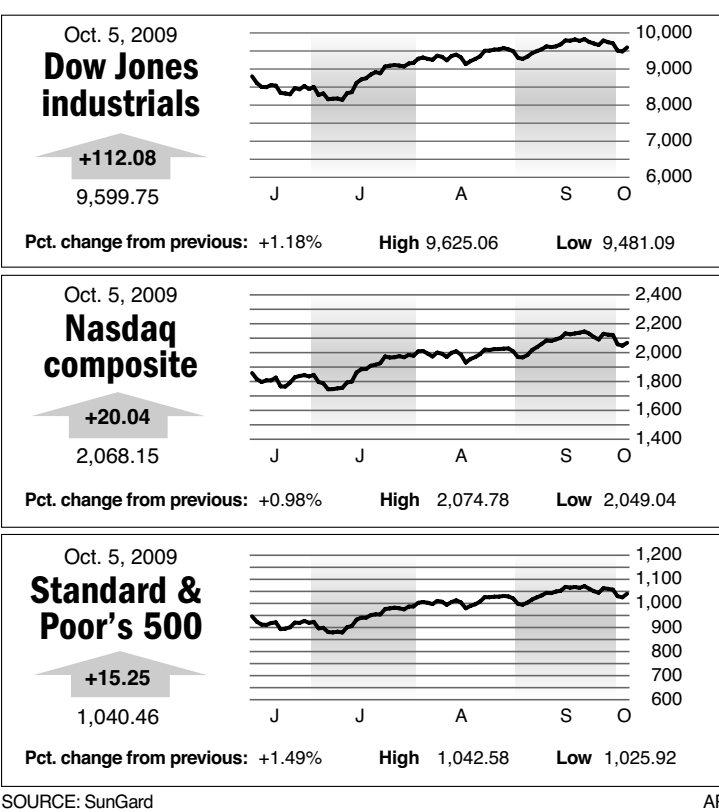 Oct. 5, 2009
Dow Jones
industrials
+112.08
9,599.75
10,000
9,000
8,000
7,000
6,000
J J A S O
Pct. change from previous: +1.18% High 9,625.06 Low 9,481.09
Oct. 5, 2009
Nasdaq
composite
+20.04
2,068.15
2,400
2,200
2,000
1,800
1,600
1,400
J J A S O
Pct. change from previous: +0.98% High 2,074.78 Low 2,049.04
Oct. 5, 2009
Standard &
Poor's 500
+15.25
1,040.46
1,200
1,100
1,000
900
800
700
600
J J A S O
Pct. change from previous: +1.49% High 1,042.58 Low 1,025.92
SOURCE: SunGard AP